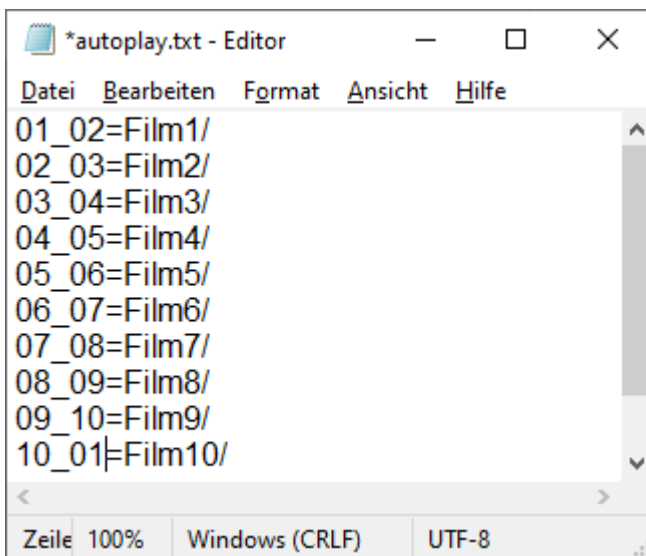 *autoplay.txt - Editor
Datei Bearbeiten Format Ansicht Hilfe
01_02=Film1/
02_03=Film2/
03_04=Film3/
04_05=Film4/
05_06=Film5/
06_07=Film6/
07_08=Film7/
08_09=Film8/
09_10=Film9/
10_01=Film10/
Zeile 100% Windows (CRLF) UTF-8